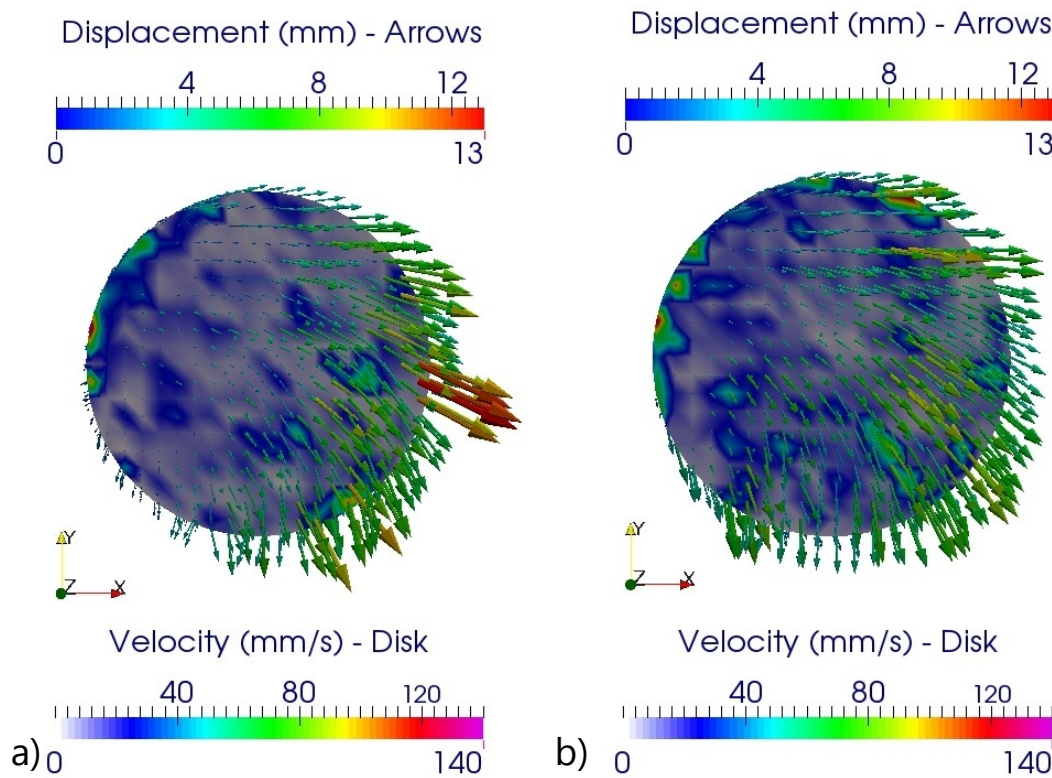 Displacement (mm) - Arrows
4 8 12
0 13
Y
Z X
Velocity (mm/s) - Disk
40 80 120
a) 0 140
Displacement (mm) - Arrows
4 8 12
0 13
Y
Z X
Velocity (mm/s) - Disk
40 80 120
b) 0 140